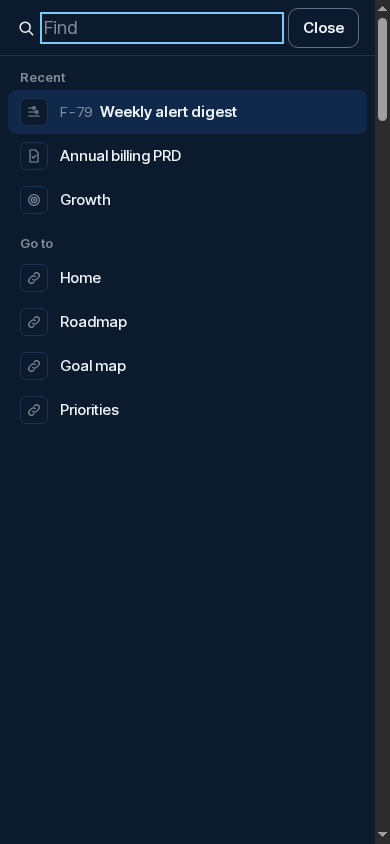 Find
Close
Recent
F-79 Weekly alert digest
Annual billing PRD
Growth
Go to
Home
Roadmap
Goal map
Priorities